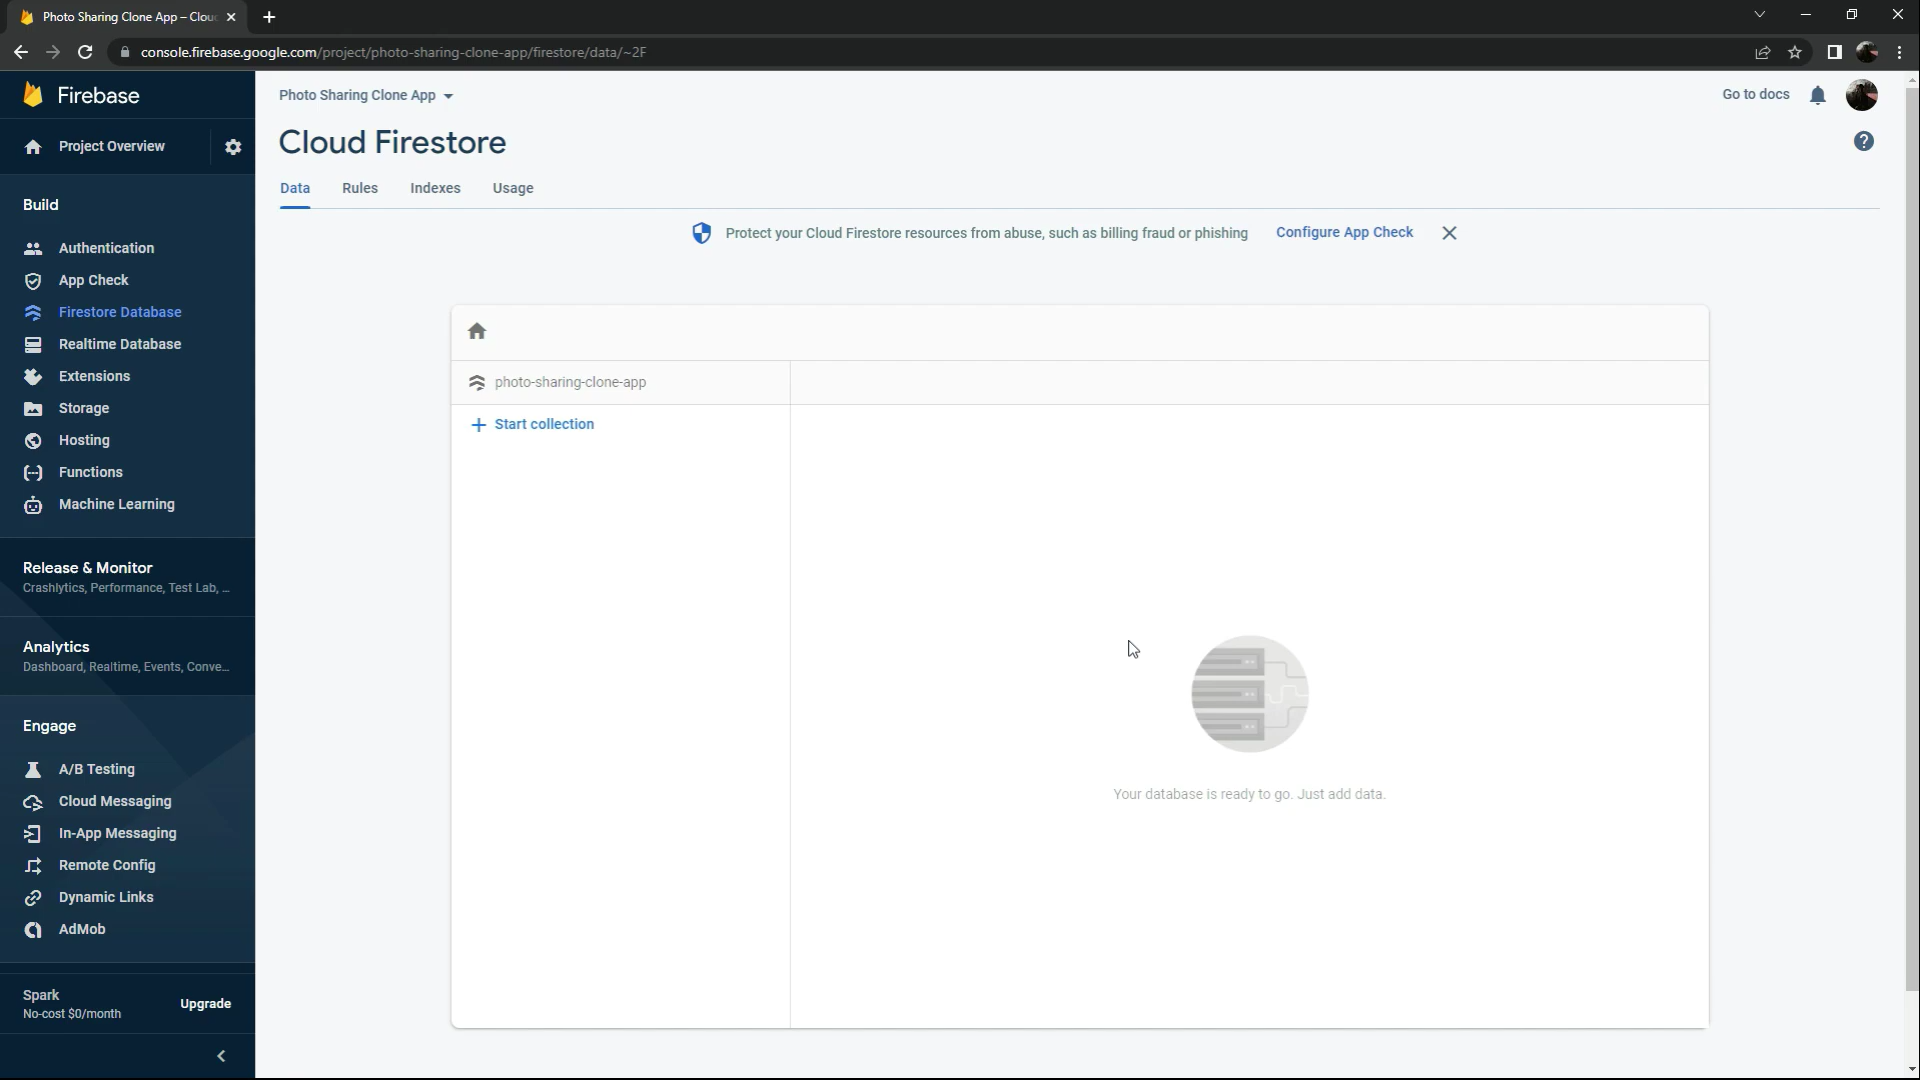 Photo Sharing Clone App – Clou
console.firebase.google.com/project/photo-sharing-clone-app/firestore/data/~2F
Firebase
Project Overview
Build
Authentication
App Check
Firestore Database
Realtime Database
Extensions
Storage
Hosting
Functions
Machine Learning
Release & Monitor
Crashlytics, Performance, Test Lab, ...
Analytics
Dashboard, Realtime, Events, Conve...
Engage
A/B Testing
Cloud Messaging
In-App Messaging
Remote Config
Dynamic Links
AdMob
Spark
No-cost $0/month
Upgrade
Photo Sharing Clone App
Go to docs
Cloud Firestore
Data Rules Indexes Usage
Protect your Cloud Firestore resources from abuse, such as billing fraud or phishing Configure App Check
photo-sharing-clone-app
Start collection
Your database is ready to go. Just add data.